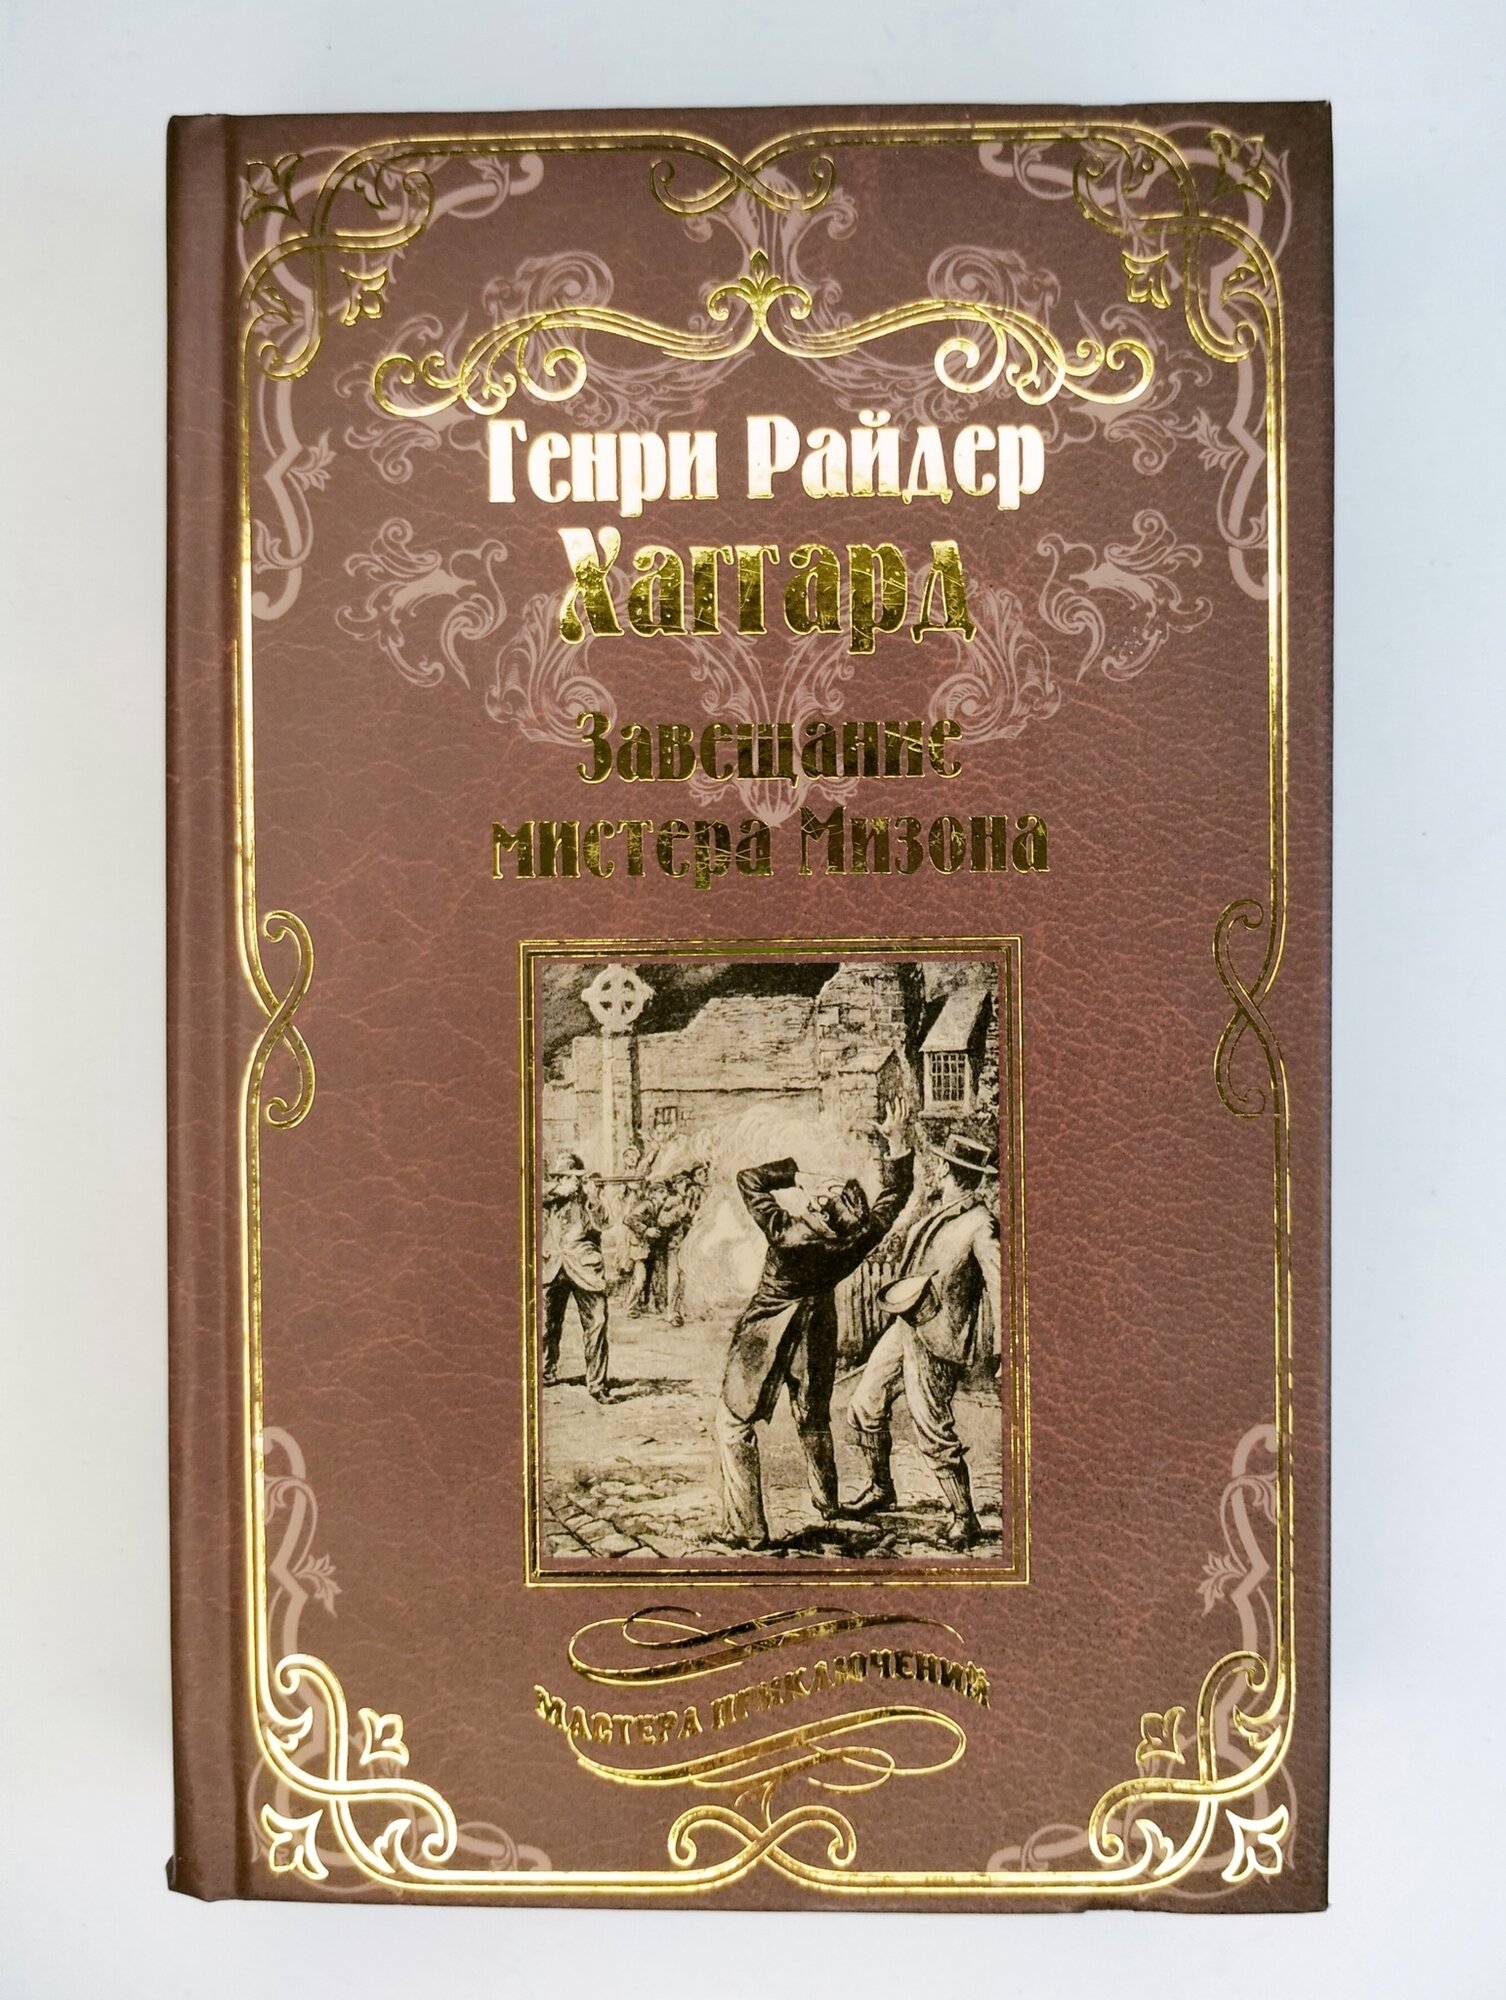 Генри Райдер
Хаггард
Завещание
мистера Мизона
МАСТЕРА ПРИКЛЮЧЕНИЙ